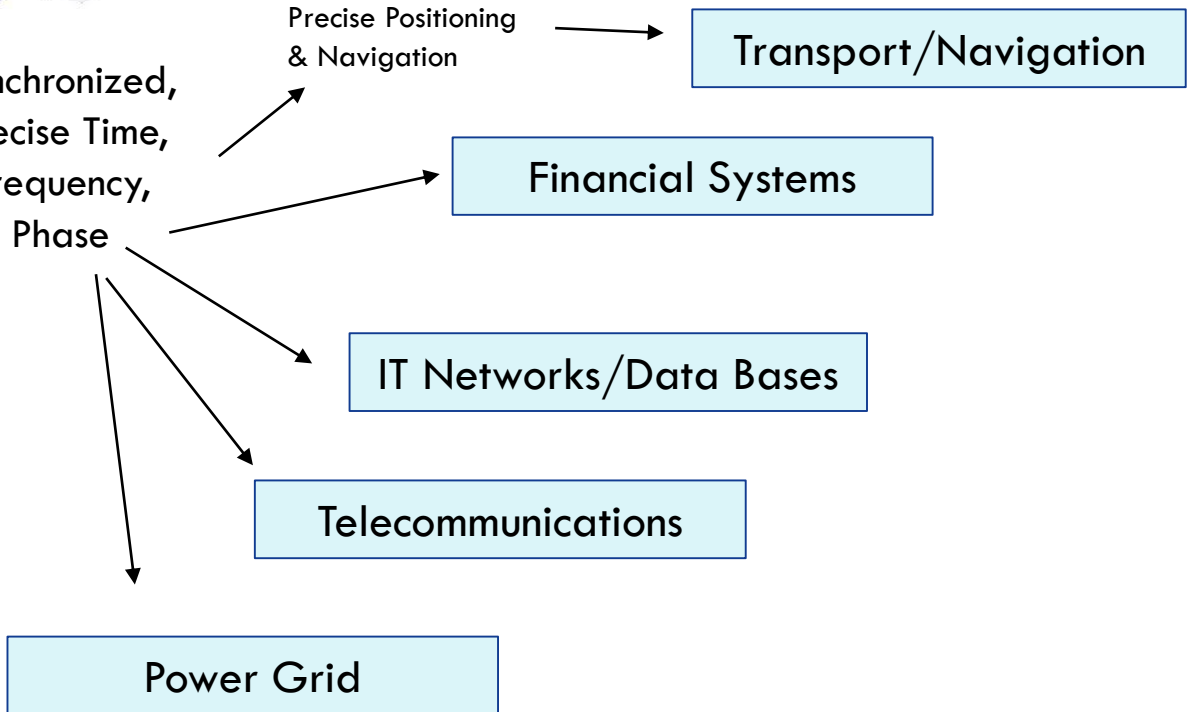 Precise Positioning
& Navigation
Transport/Navigation
nchronized,
ecise Time,
requency,
Phase
Financial Systems
IT Networks/Data Bases
Telecommunications
Power Grid